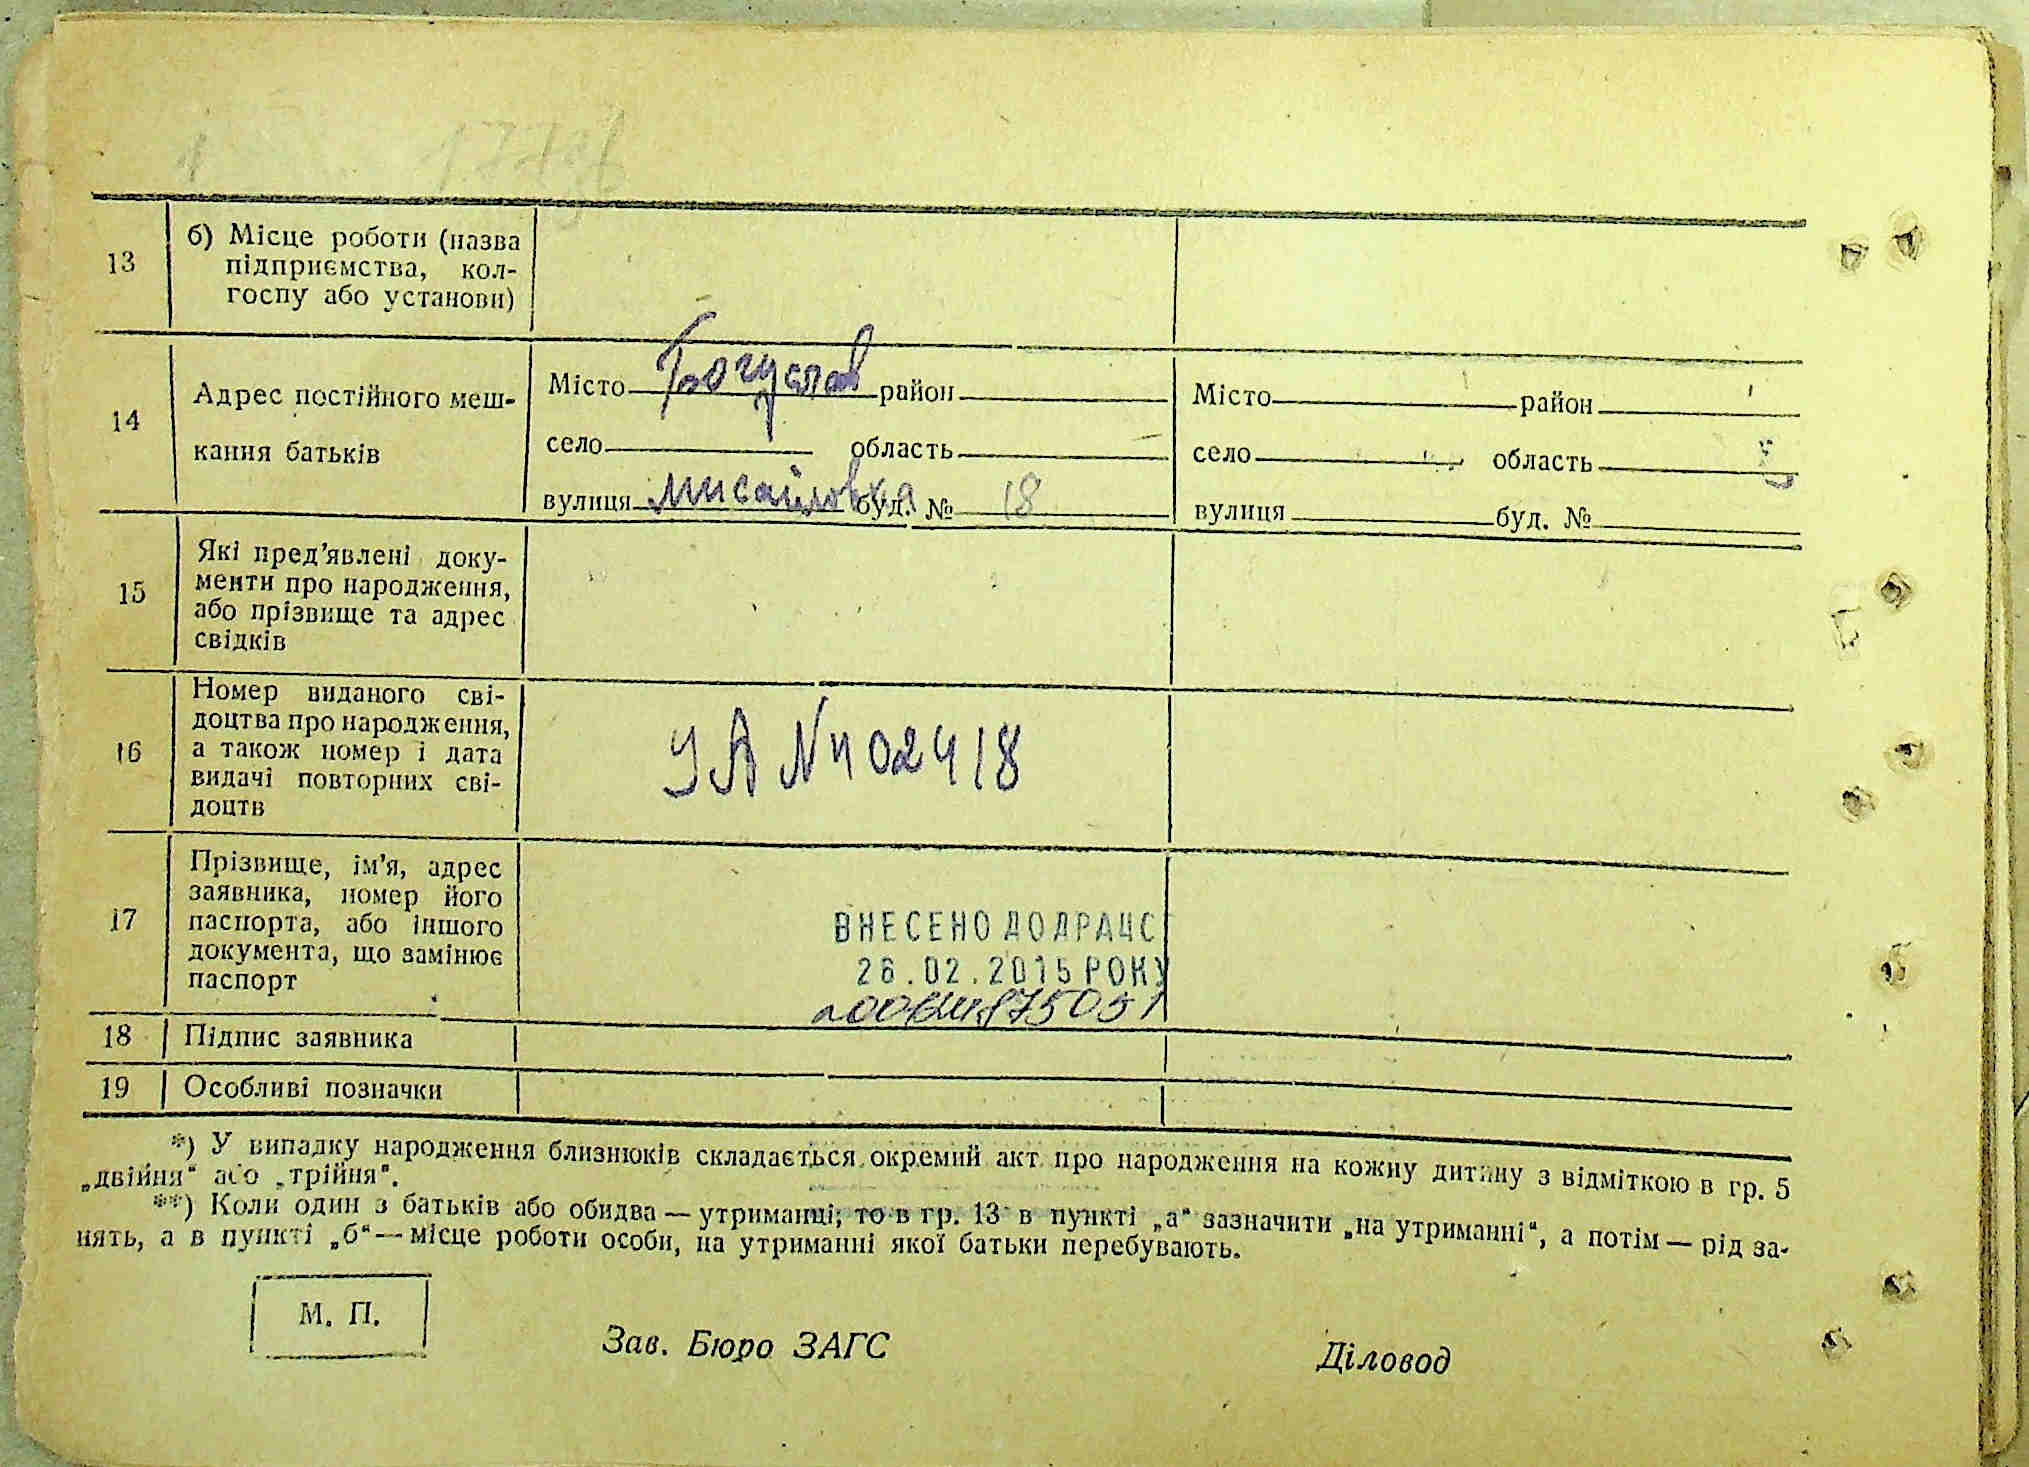 13
б) Місце роботи (назва
підприємства, кол-
госпу або установи)
14
Адрес постійного меш-
кання батьків
Місто Богуслав район
село область
вулиця Мисайловка буд. № 18
Місто район
село область
вулиця буд. №
15
Які пред’явлені доку-
менти про народження,
або прізвище та адрес
свідків
16
Номер виданого сві-
доцтва про народження,
а також номер і дата
видачі повторних сві-
доцтв
УА № 402418
17
Прізвище, ім’я, адрес
заявника, номер його
паспорта, або іншого
документа, що замінює
паспорт
ВНЕСЕНО ДО ДРАЦС
26.02.2015 РОКУ
18 Підпис заявника
19 Особливі позначки
*) У випадку народження близнюків складається окремий акт про народження на кожну дитину з відміткою в гр. 5
„двійня“ або „трійня“.
**) Коли один з батьків або обидва — утриманці, то в гр. 13 в пункті „а“ зазначити „на утриманні“, а потім — рід за-
нять, а в пункті „б“ — місце роботи особи, на утриманні якої батьки перебувають.
М. П.
Зав. Бюро ЗАГС
Діловод